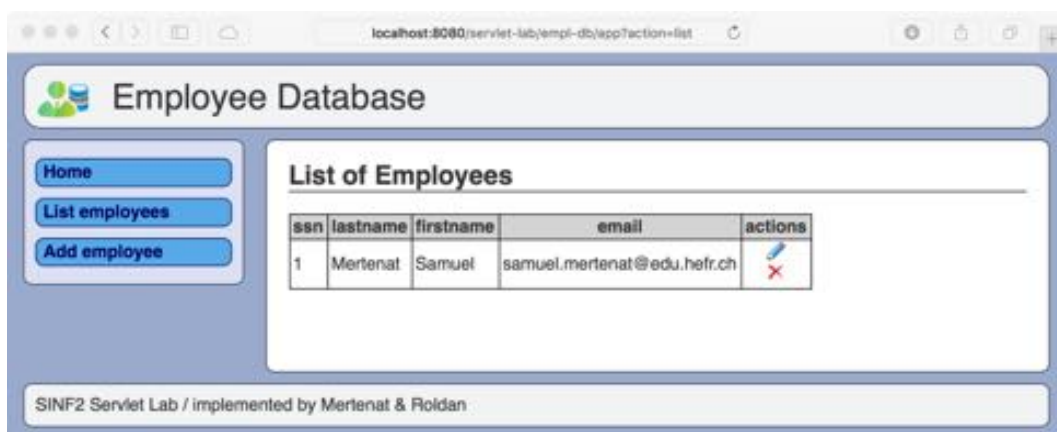 localhost:8080/servlet-lab/empl-db/app?action=list
Employee Database
Home
List employees
Add employee
List of Employees
ssn lastname firstname email actions
1 Mertenat Samuel samuel.mertenat@edu.hefr.ch
SINF2 Servlet Lab / implemented by Mertenat & Roldan